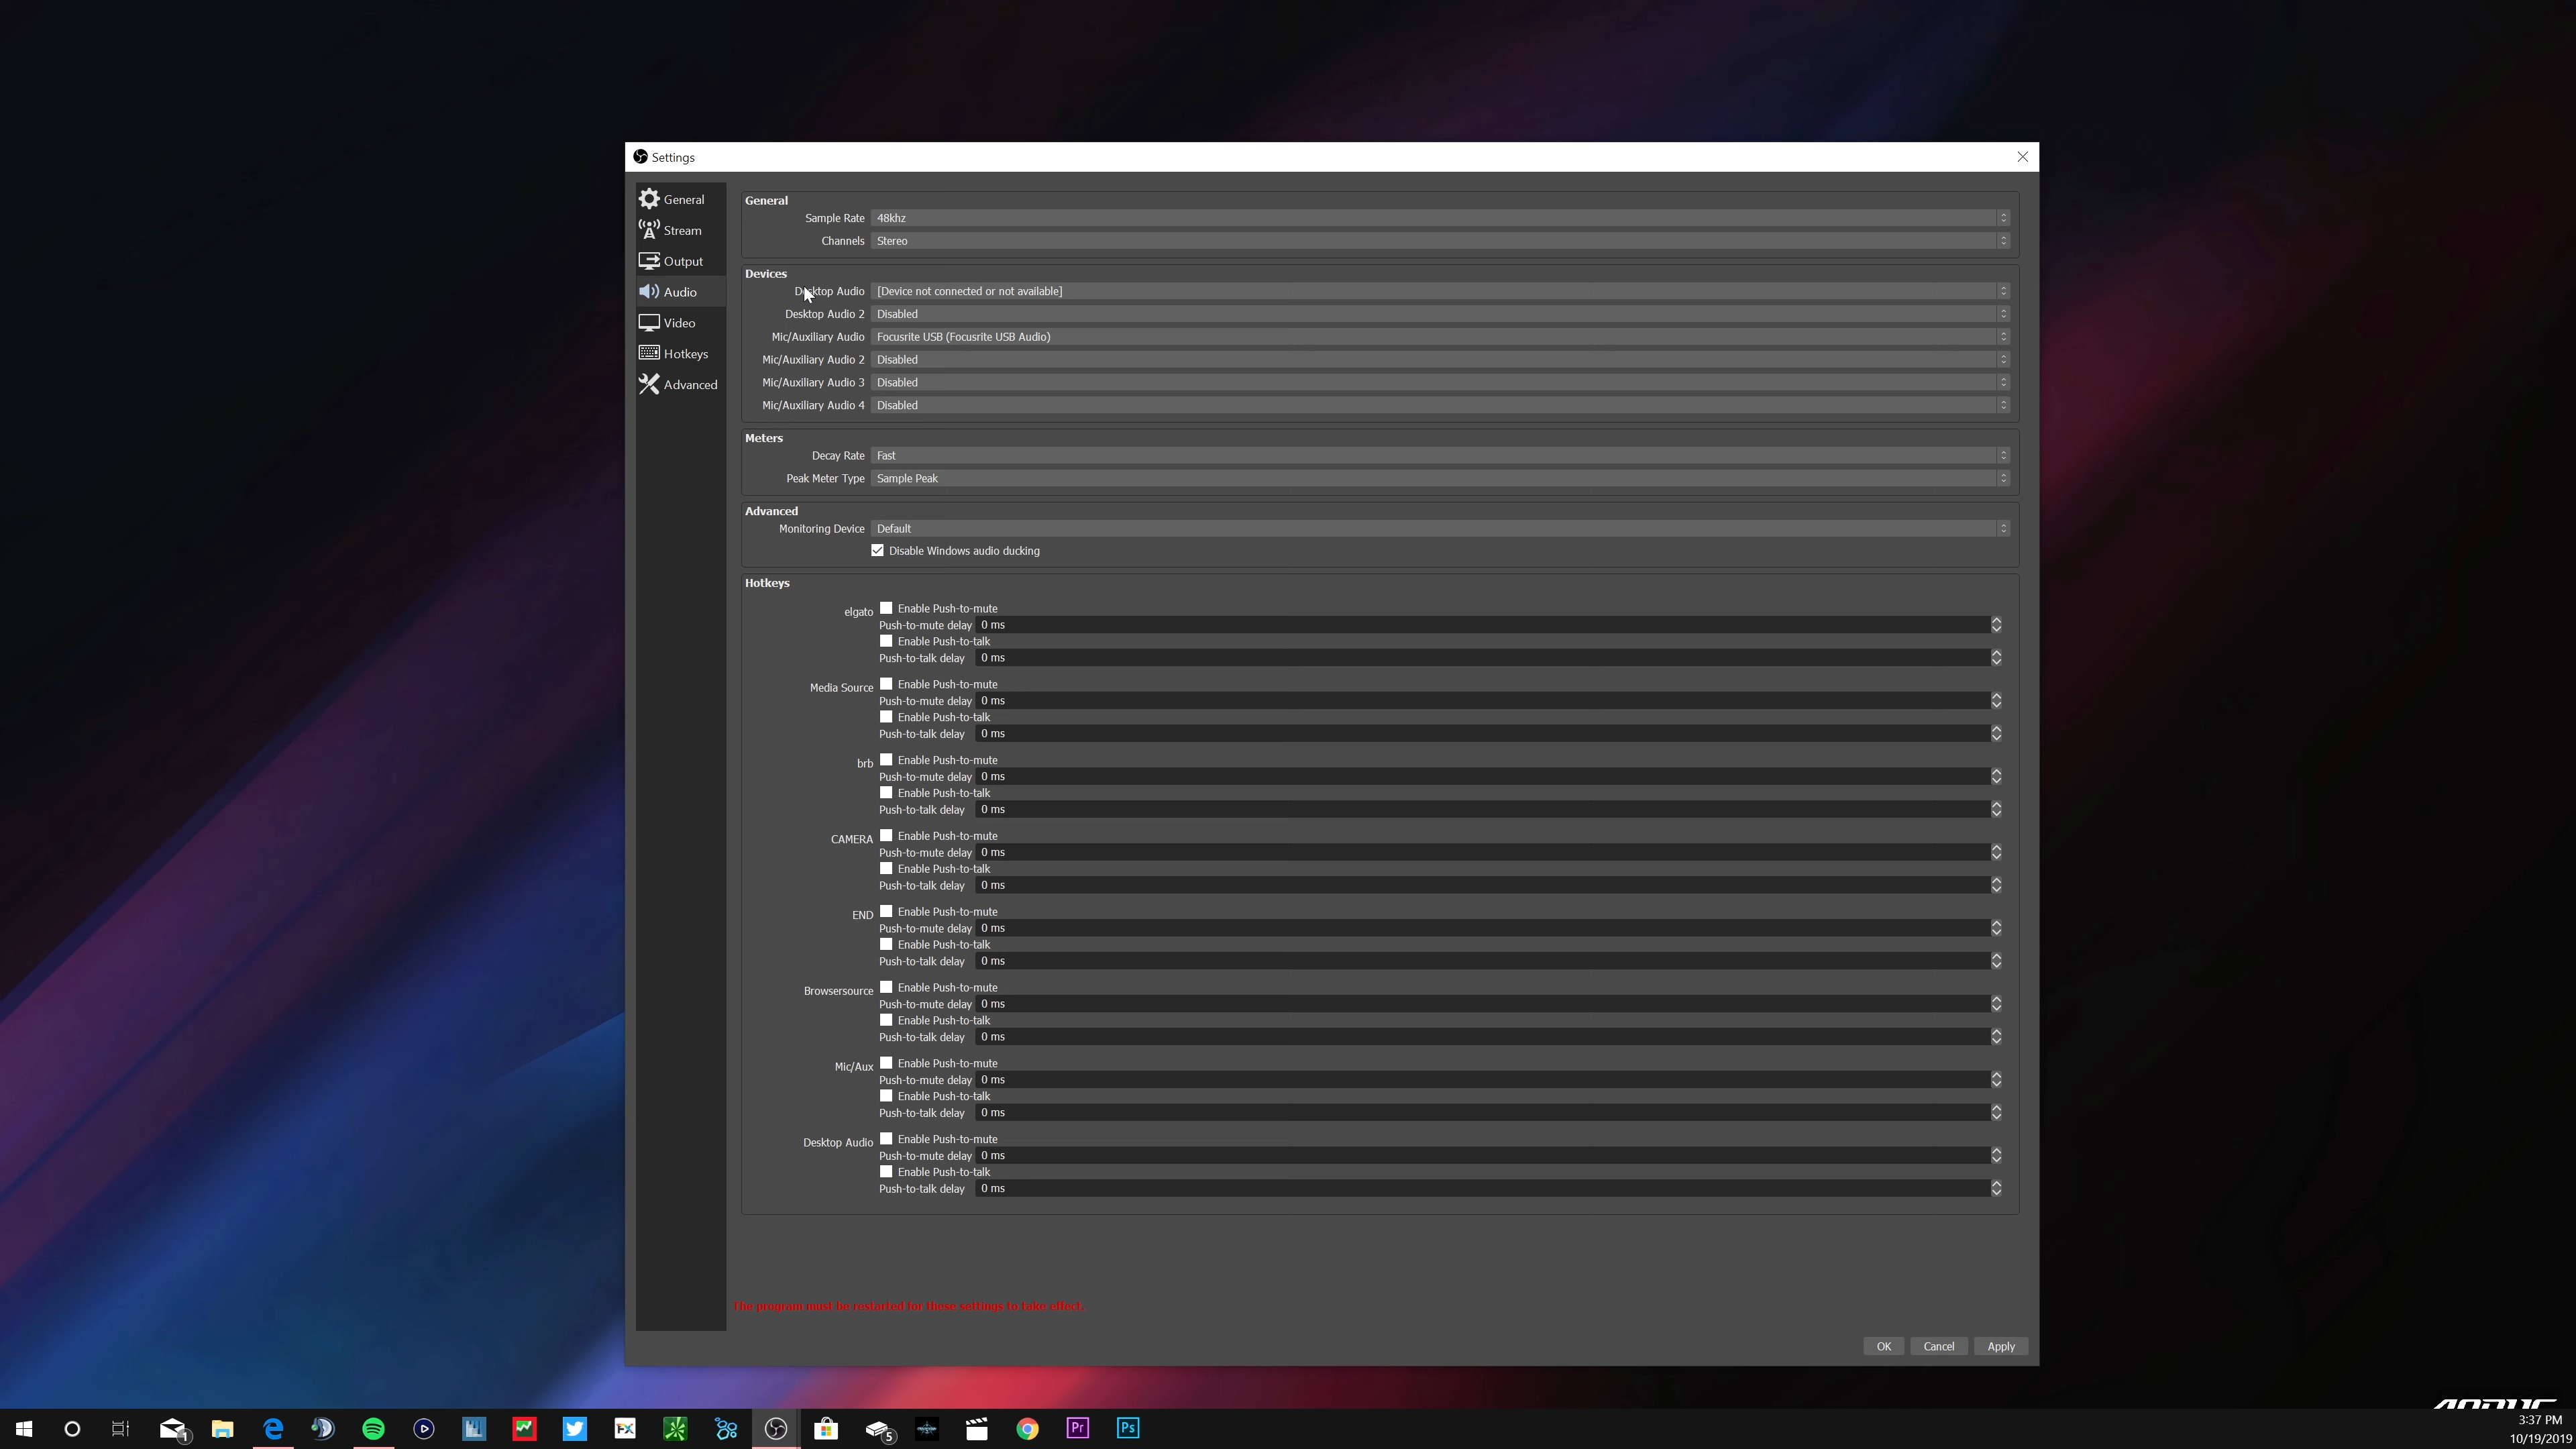 Settings
General
Stream
Output
Audio
Video
Hotkeys
Advanced
General
Sample Rate 48khz
Channels Stereo
Devices
Desktop Audio [Device not connected or not available]
Desktop Audio 2 Disabled
Mic/Auxiliary Audio Focusrite USB (Focusrite USB Audio)
Mic/Auxiliary Audio 2 Disabled
Mic/Auxiliary Audio 3 Disabled
Mic/Auxiliary Audio 4 Disabled
Meters
Decay Rate Fast
Peak Meter Type Sample Peak
Advanced
Monitoring Device Default
Disable Windows audio ducking
Hotkeys
elgato Enable Push-to-mute
Push-to-mute delay 0 ms
Enable Push-to-talk
Push-to-talk delay 0 ms
Media Source Enable Push-to-mute
Push-to-mute delay 0 ms
Enable Push-to-talk
Push-to-talk delay 0 ms
brb Enable Push-to-mute
Push-to-mute delay 0 ms
Enable Push-to-talk
Push-to-talk delay 0 ms
CAMERA Enable Push-to-mute
Push-to-mute delay 0 ms
Enable Push-to-talk
Push-to-talk delay 0 ms
END Enable Push-to-mute
Push-to-mute delay 0 ms
Enable Push-to-talk
Push-to-talk delay 0 ms
Browsersource Enable Push-to-mute
Push-to-mute delay 0 ms
Enable Push-to-talk
Push-to-talk delay 0 ms
Mic/Aux Enable Push-to-mute
Push-to-mute delay 0 ms
Enable Push-to-talk
Push-to-talk delay 0 ms
Desktop Audio Enable Push-to-mute
Push-to-mute delay 0 ms
Enable Push-to-talk
Push-to-talk delay 0 ms
The program must be restarted for these settings to take effect.
OK Cancel Apply
1
FX
5
Pr
Ps
3:37 PM
10/19/2019